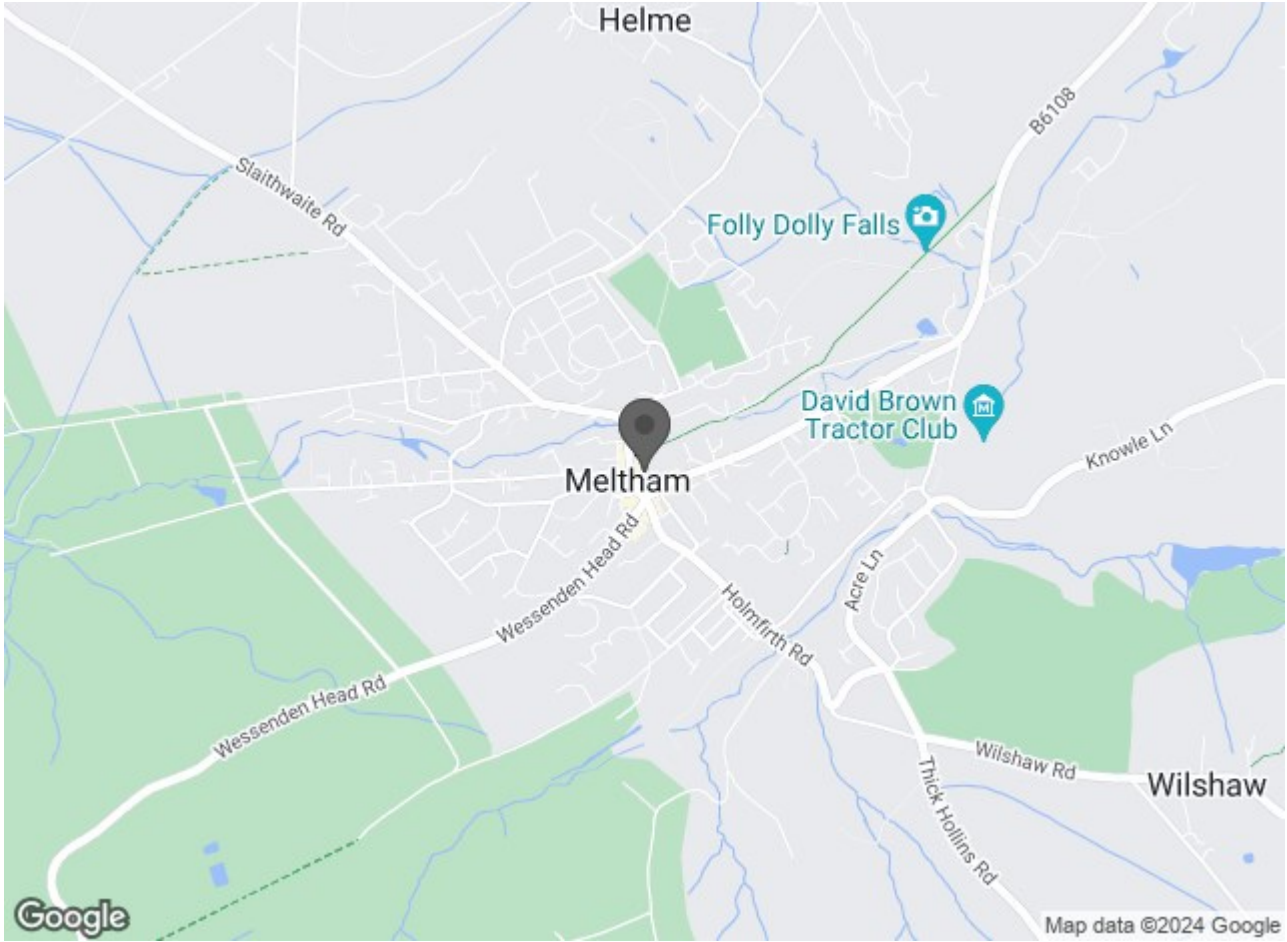 Helme
B6108
Slaithwaite Rd
Folly Dolly Falls
David Brown
Tractor Club
M
Knowle Ln
Meltham
Wessenden Head Rd
Acre Ln
Holmfirth Rd
Wessenden Head Rd
Wilshaw Rd
Wilshaw
Thick Hollins Rd
Google
Map data ©2024 Google